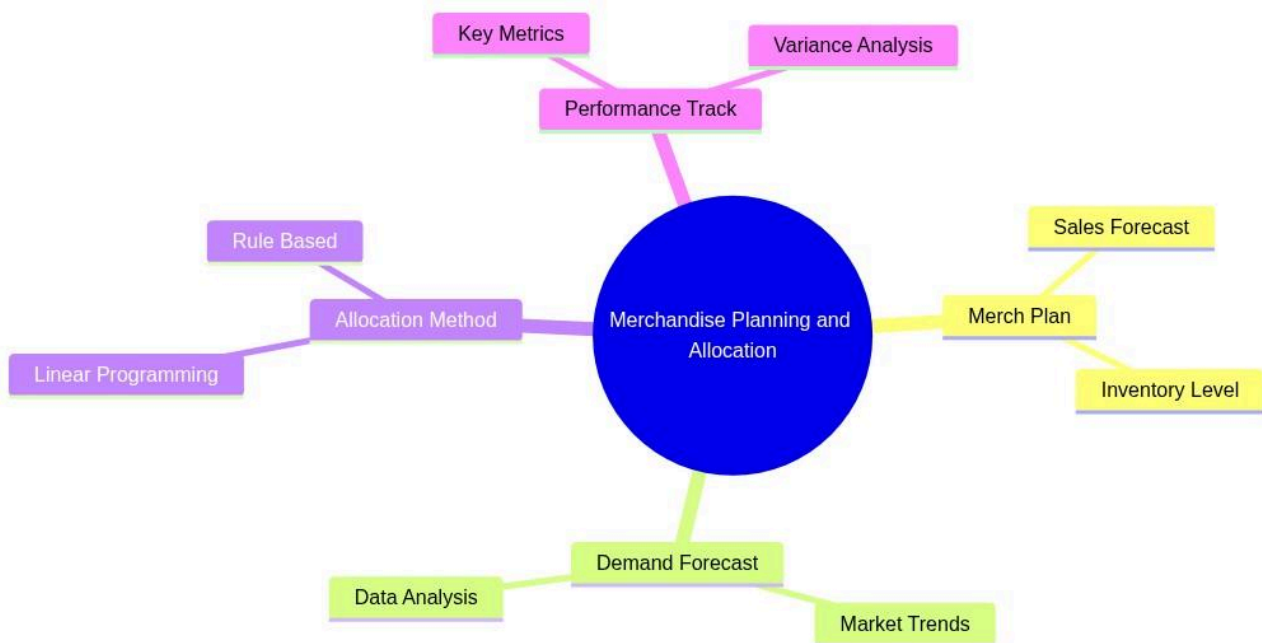 Key Metrics
Variance Analysis
Performance Track
Rule Based
Allocation Method
Linear Programming
Merchandise Planning and
Allocation
Sales Forecast
Merch Plan
Inventory Level
Demand Forecast
Data Analysis
Market Trends